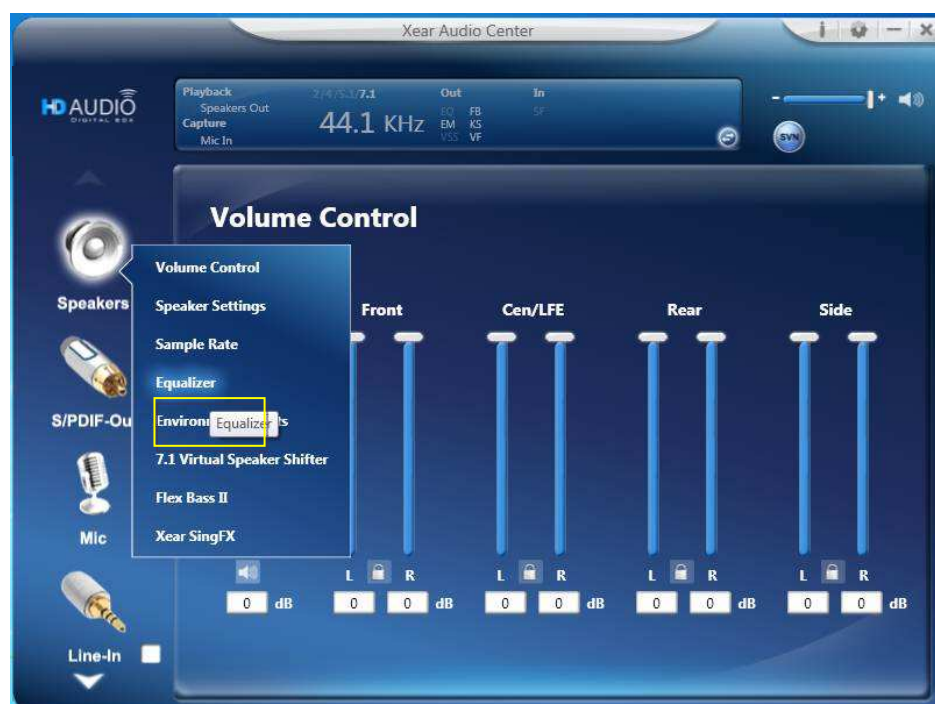 Xear Audio Center
HD AUDIO
DIGITAL BOX
Playback 2/4/5.1/7.1 Out In
Speakers Out EQ FB SF
Capture 44.1 KHz EM KS
Mic In VSS VF
SVN
Volume Control
Volume Control
Speakers
Speaker Settings
Front Cen/LFE Rear Side
Sample Rate
Equalizer
S/PDIF-Ou
Equalizer
7.1 Virtual Speaker Shifter
Flex Bass II
Mic
Xear SingFX
L R L R L R L R
0 dB 0 0 dB 0 0 dB 0 0 dB 0 0 dB
Line-In